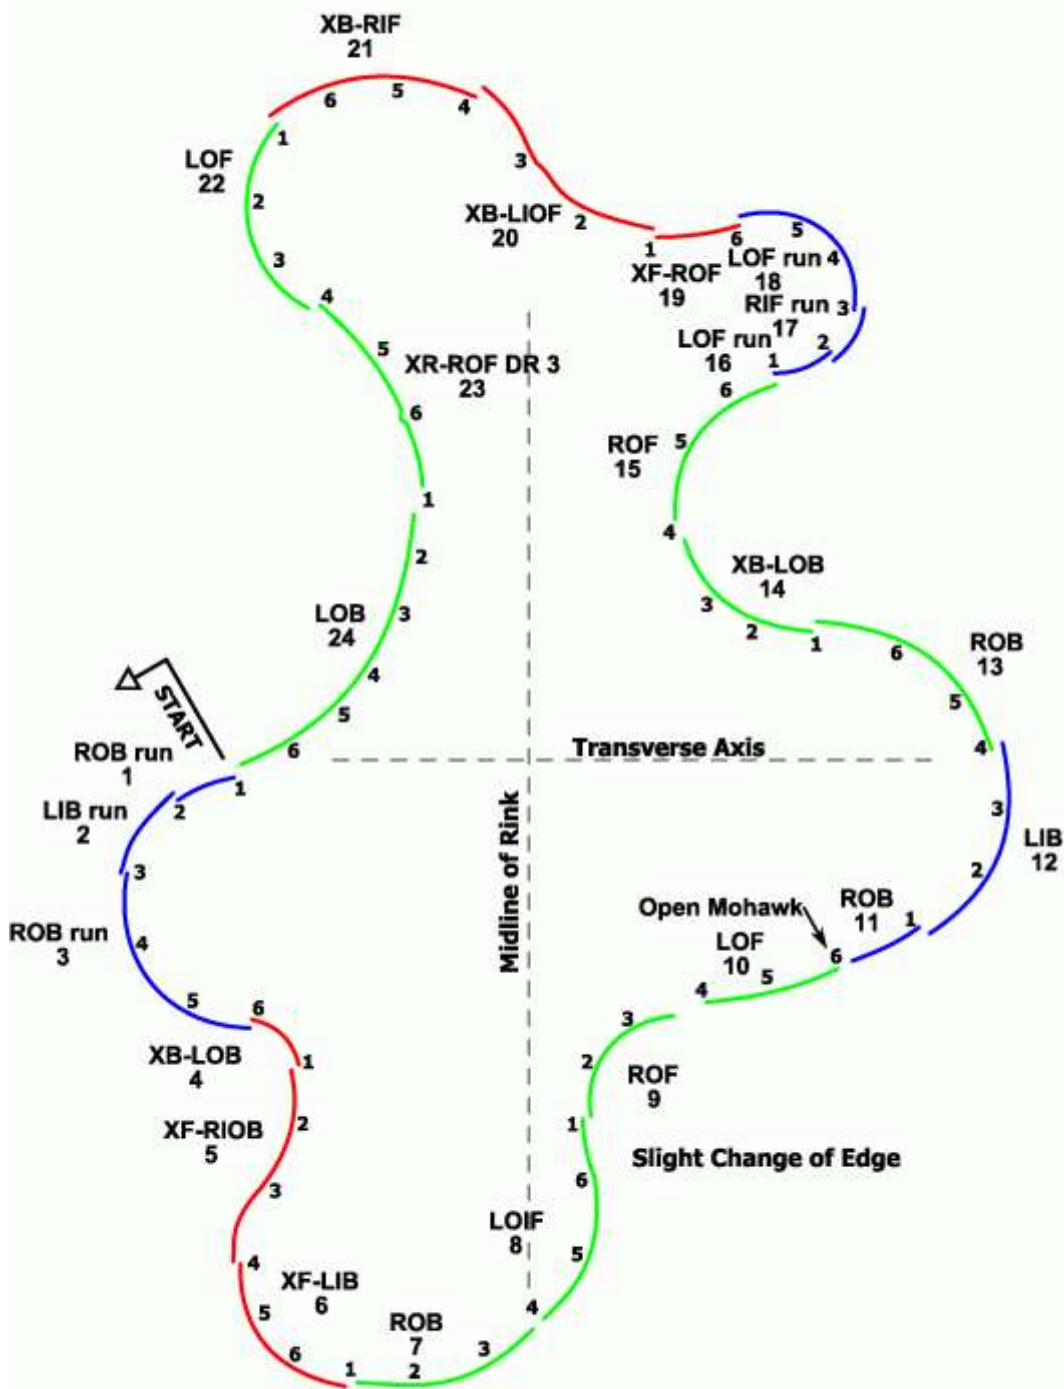 XB-RIF
21
6
5
4
1
LOF
22
2
3
4
3
XB-LIOF
20
2
1
XF-ROF
19
6
5
LOF run
18
4
RIF run
17
3
LOF run
16
2
1
5
XR-ROF DR 3
23
6
1
6
ROF
15
5
4
XB-LOB
14
3
2
1
2
LOB
24
3
4
5
6
6
ROB
13
5
4
START
Transverse Axis
Midline of Rink
ROB run
1
1
LIB run
2
2
3
ROB run
3
4
5
6
XB-LOB
4
1
XF-RIOB
5
2
3
4
XF-LIB
6
5
6
1
ROB
7
2
3
4
LOIF
8
5
6
1
Slight Change of Edge
ROF
9
2
3
4
LOF
10
5
Open Mohawk
6
ROB
11
1
LIB
12
2
3